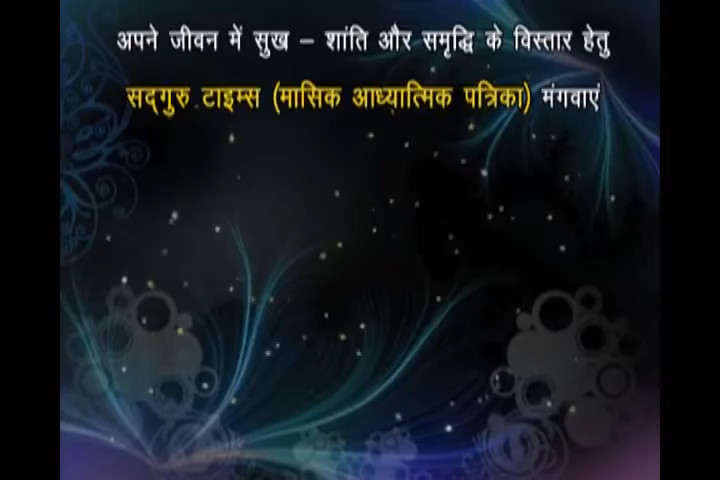 अपने जीवन में सुख – शांति और समृद्धि के विस्तार हेतु
सद्गुरु टाइम्स (मासिक आध्यात्मिक पत्रिका) मंगवाएं